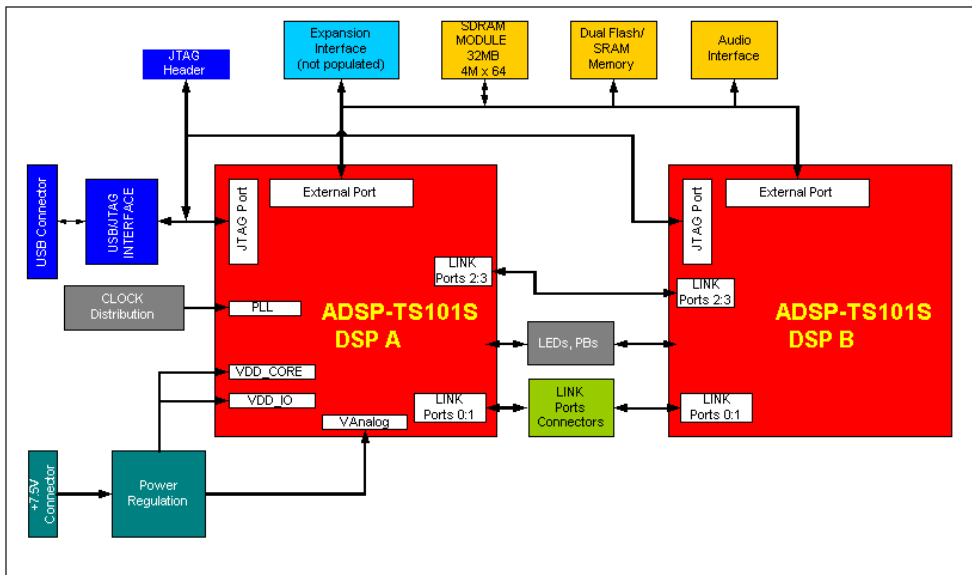 JTAG
Header
Expansion
Interface
(not populated)
SDRAM
MODULE
32MB
4M x 64
Dual Flash/
SRAM
Memory
Audio
Interface
USB Connector
USB/JTAG
INTERFACE
JTAG Port
External Port
JTAG Port
External Port
LINK
Ports 2:3
LINK
Ports 2:3
CLOCK
Distribution
PLL
ADSP-TS101S
DSP A
LEDs, PBs
ADSP-TS101S
DSP B
VDD_CORE
VDD_IO
VAnalog
LINK
Ports 0:1
LINK
Ports
Connectors
LINK
Ports 0:1
+7.5V
Connector
Power
Regulation